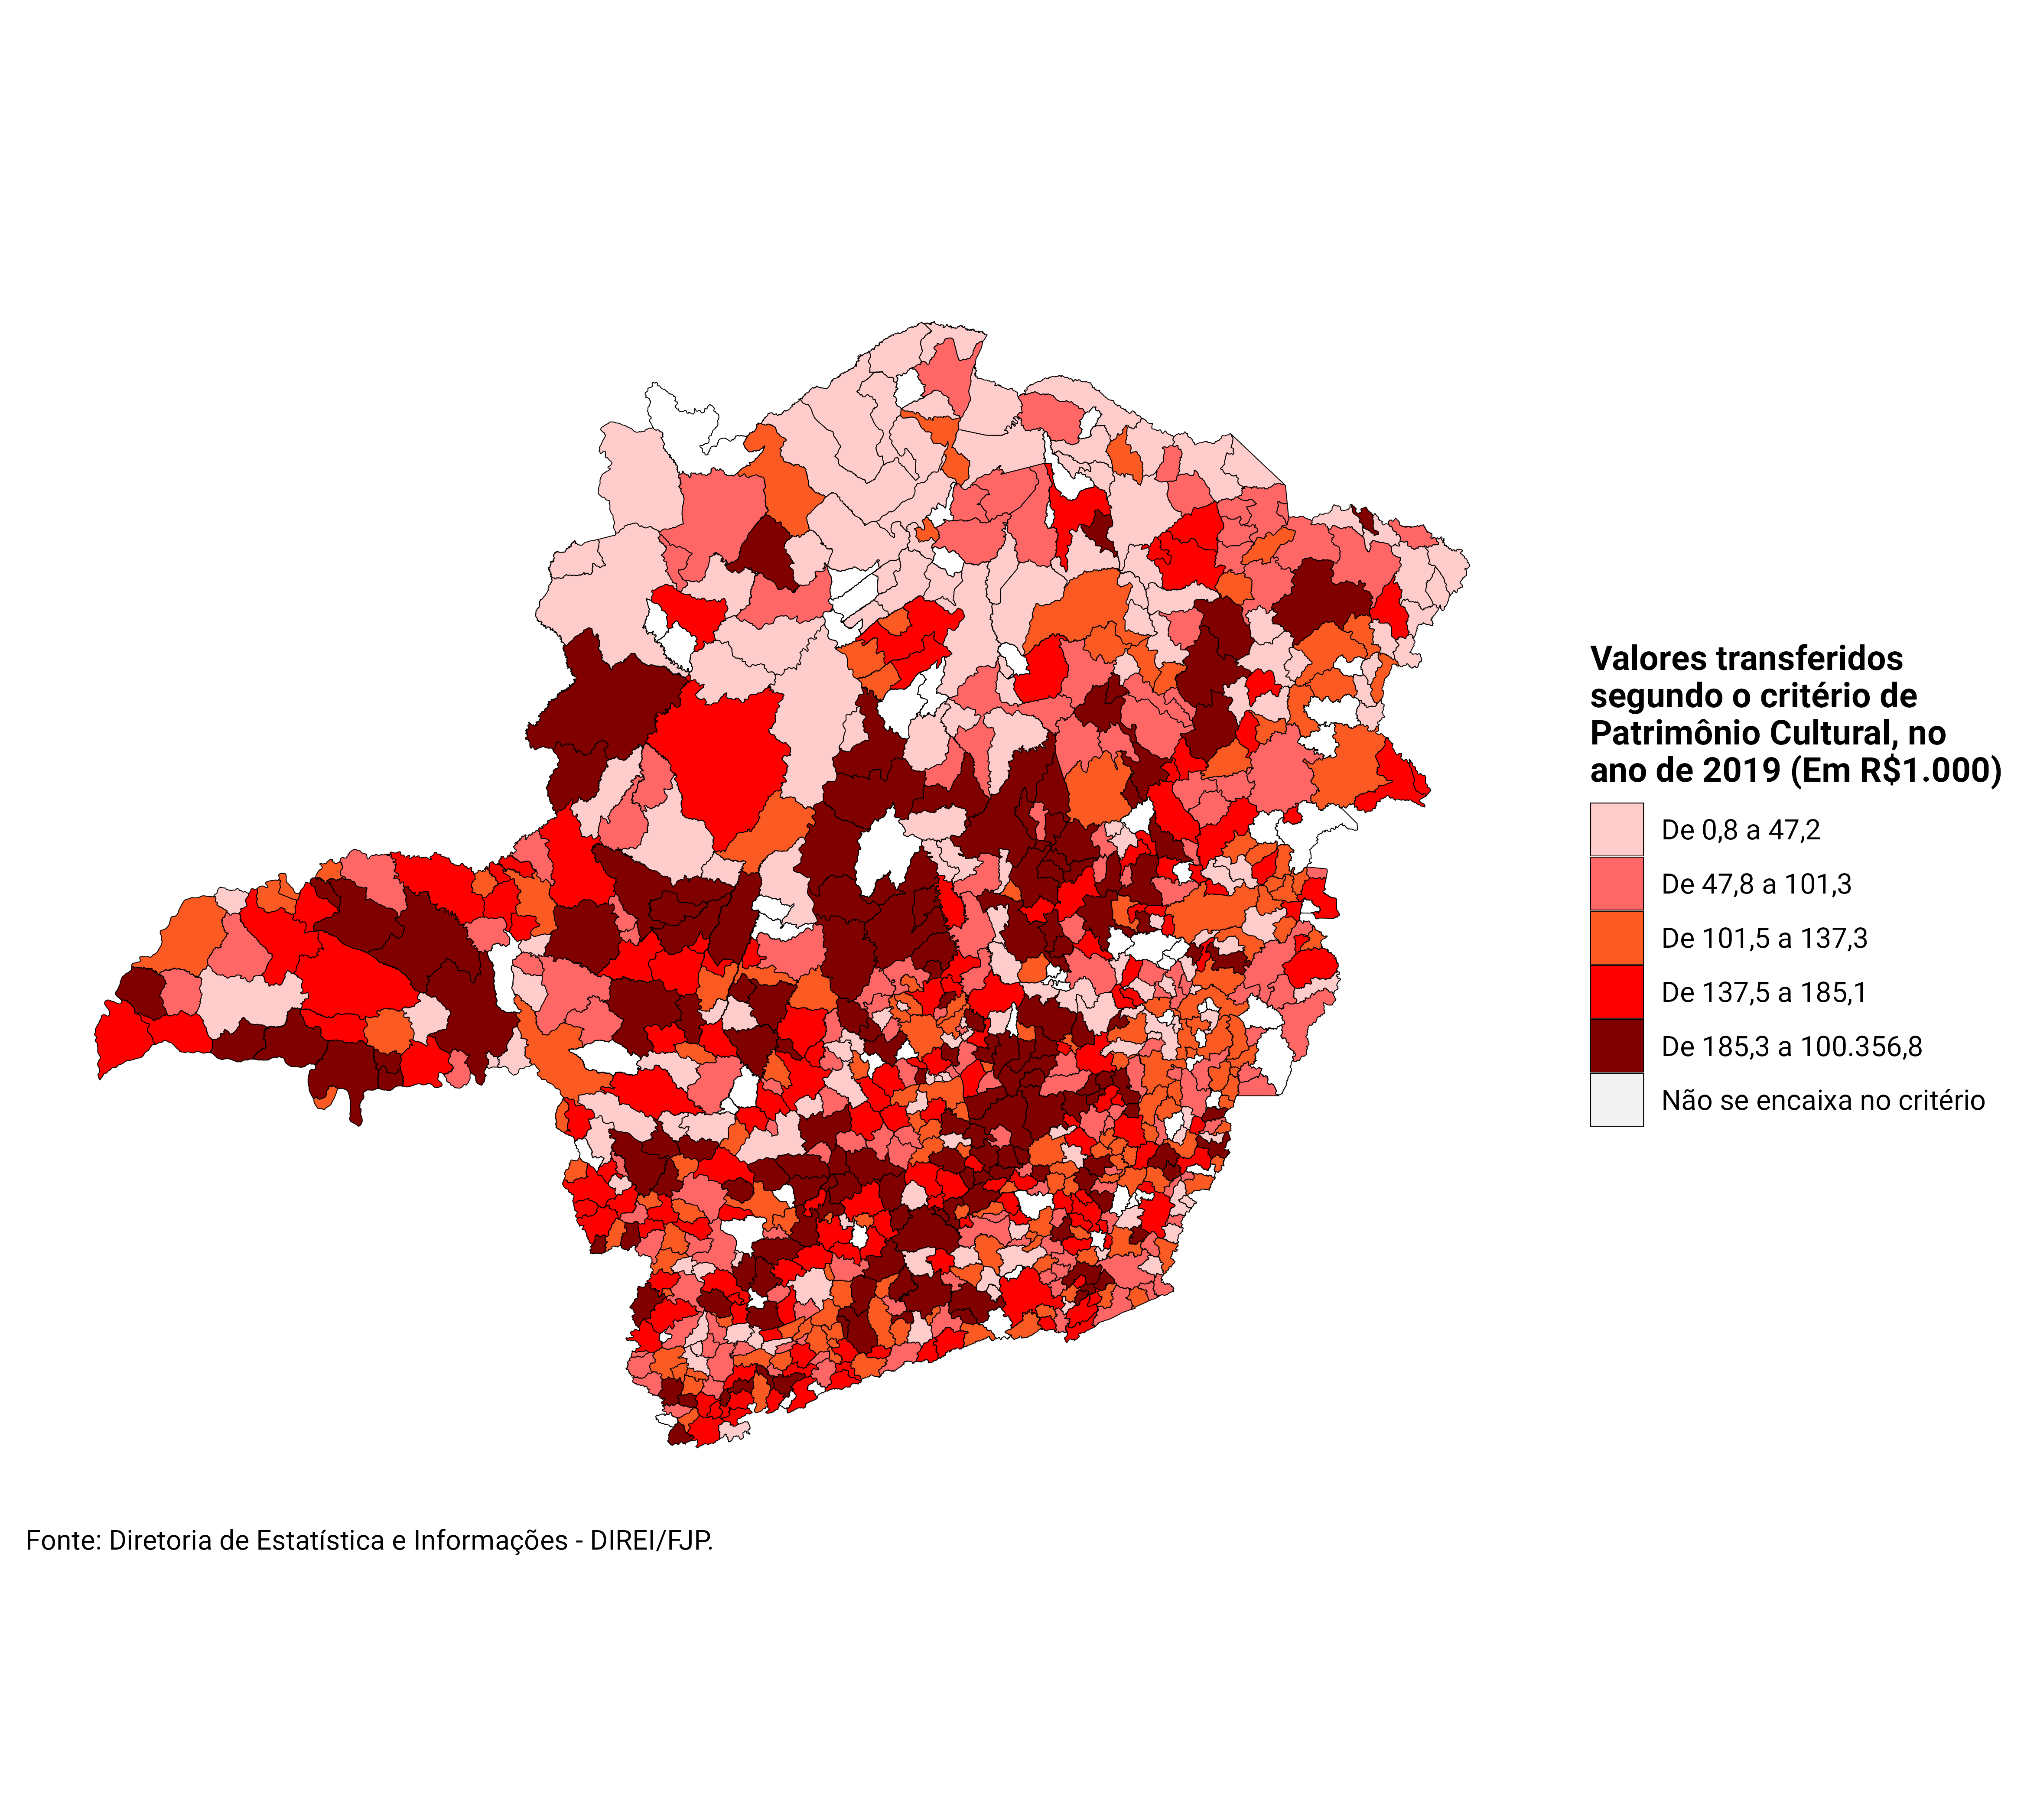 Valores transferidos
segundo o critério de
Patrimônio Cultural, no
ano de 2019 (Em R$1.000)
De 0,8 a 47,2
De 47,8 a 101,3
De 101,5 a 137,3
De 137,5 a 185,1
De 185,3 a 100.356,8
Não se encaixa no critério
Fonte: Diretoria de Estatística e Informações - DIREI/FJP.